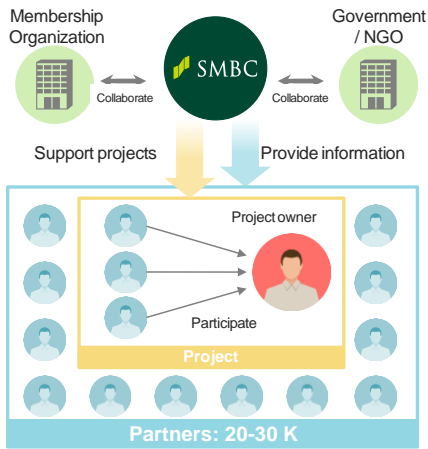 Membership
Organization
Government
/ NGO
SMBC
Collaborate
Collaborate
Support projects
Provide information
Project owner
Participate
Project
Partners: 20-30 K